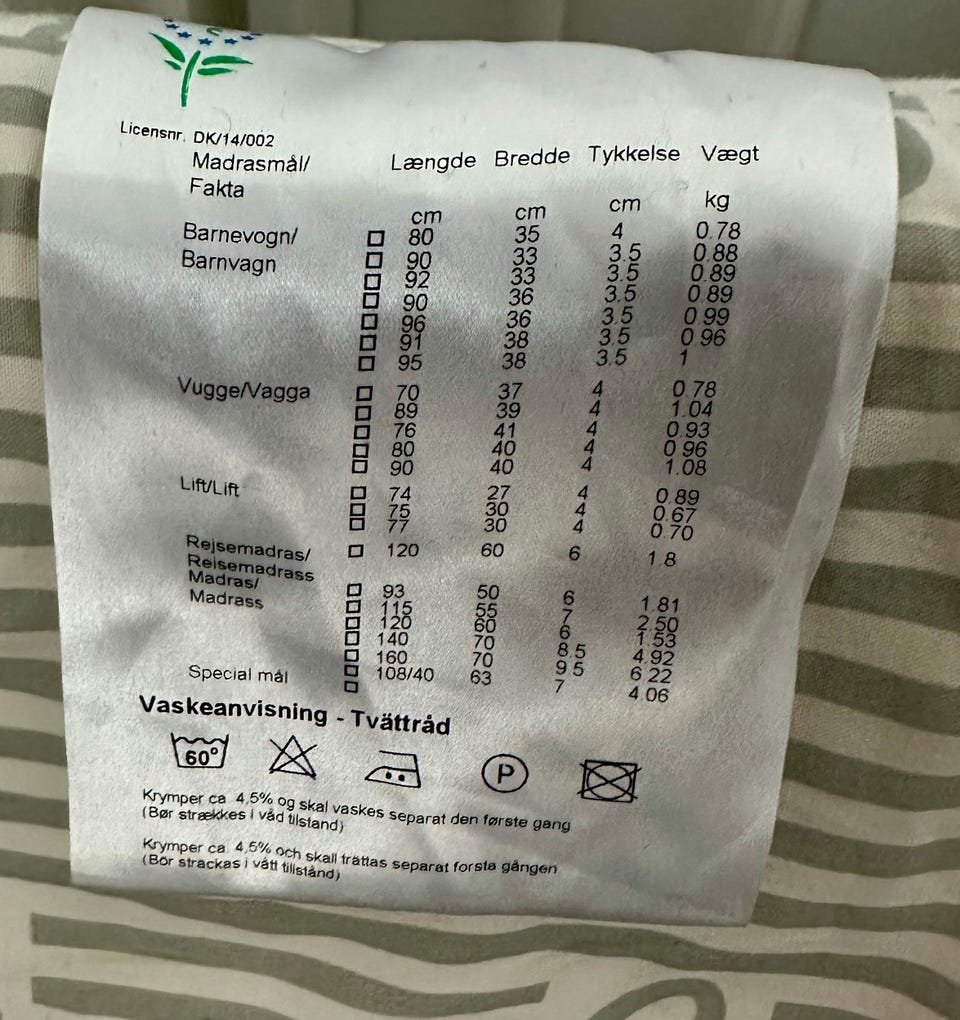 Licensnr. DK/14/002
Madrasmål/ Længde Bredde Tykkelse Vægt
Fakta
cm cm cm kg
Barnevogn/ 80 35 4 0.78
Barnvagn 90 33 3.5 0.88
92 33 3.5 0.89
90 36 3.5 0.89
96 36 3.5 0.99
91 38 3.5 0.96
95 38 3.5 1
Vugge/Vagga 70 37 4 0.78
89 39 4 1.04
76 41 4 0.93
80 40 4 0.96
90 40 4 1.08
Lift/Lift 74 27 4 0.89
75 30 4 0.67
77 30 4 0.70
Rejsemadras/ 120 60 6 1.8
Reisemadrass
Madras/ 93 50 6 1.81
Madrass 115 55 7 2.50
120 60 6 1.53
140 70 8.5 4.92
160 70 9.5 6.22
108/40 63 7 4.06
Special mål
Vaskeanvisning - Tvättråd
60° P
Krymper ca. 4,5% og skal vaskes separat den første gang
(Bør strækkes i våd tilstand)
Krymper ca. 4,5% och skall trättas separat forsta gången
(Bor strackas i vått tillstånd)